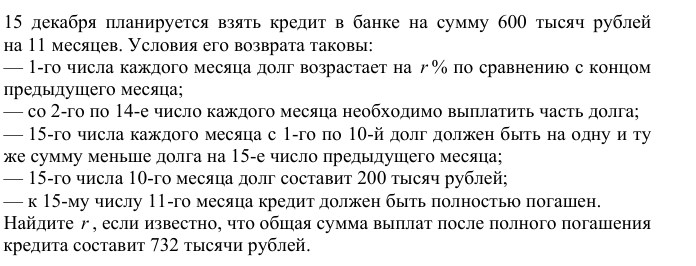 15 декабря планируется взять кредит в банке на сумму 600 тысяч рублей
на 11 месяцев. Условия его возврата таковы:
— 1-го числа каждого месяца долг возрастает на r % по сравнению с концом
предыдущего месяца;
— со 2-го по 14-е число каждого месяца необходимо выплатить часть долга;
— 15-го числа каждого месяца с 1-го по 10-й долг должен быть на одну и ту
же сумму меньше долга на 15-е число предыдущего месяца;
— 15-го числа 10-го месяца долг составит 200 тысяч рублей;
— к 15-му числу 11-го месяца кредит должен быть полностью погашен.
Найдите r , если известно, что общая сумма выплат после полного погашения
кредита составит 732 тысячи рублей.